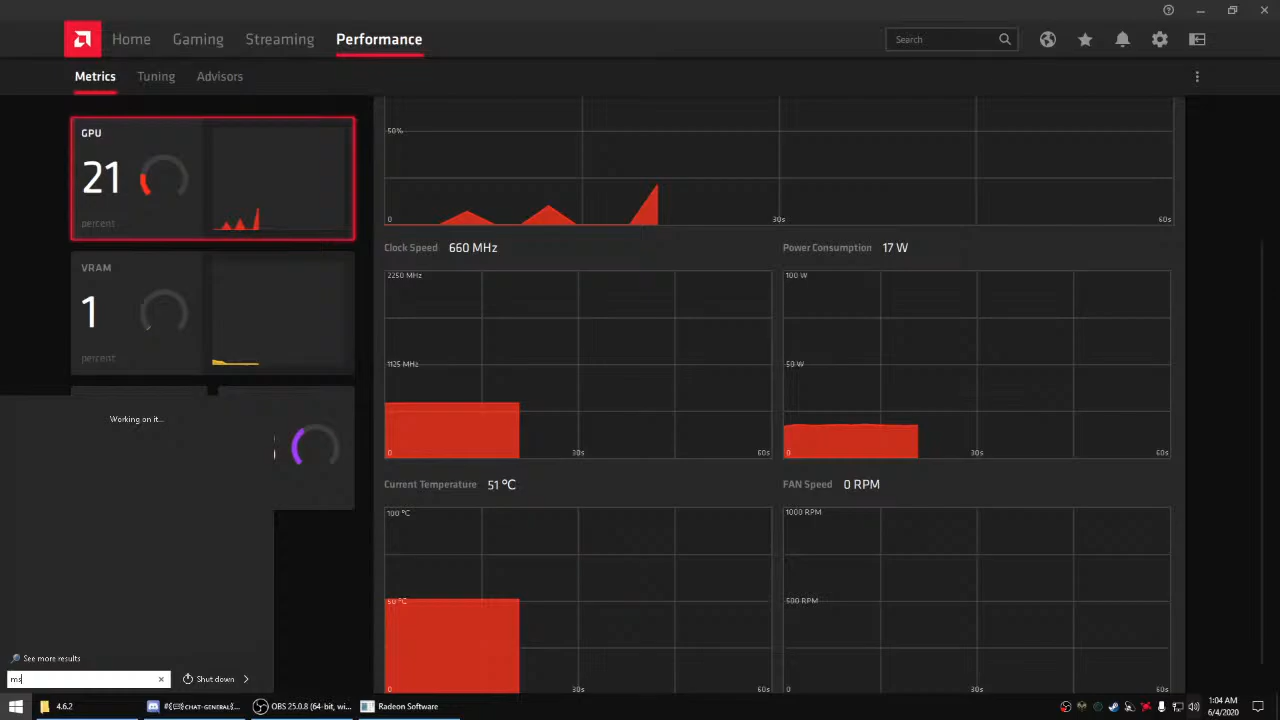 Home
Gaming
Streaming
Performance
Search
Metrics
Tuning
Advisors
GPU
21
percent
VRAM
1
percent
50%
0
30s
60s
Clock Speed 660 MHz
2250 MHz
1125 MHz
0
30s
60s
Power Consumption 17 W
100 W
50 W
0
30s
60s
Current Temperature 51 °C
100 °C
50 °C
0
30s
60s
FAN Speed 0 RPM
1000 RPM
500 RPM
0
30s
60s
Working on it...
See more results
ms
Shut down
4.6.2
OBS 25.0.8 (64-bit, wi...
Radeon Software
1:04 AM
6/4/2020